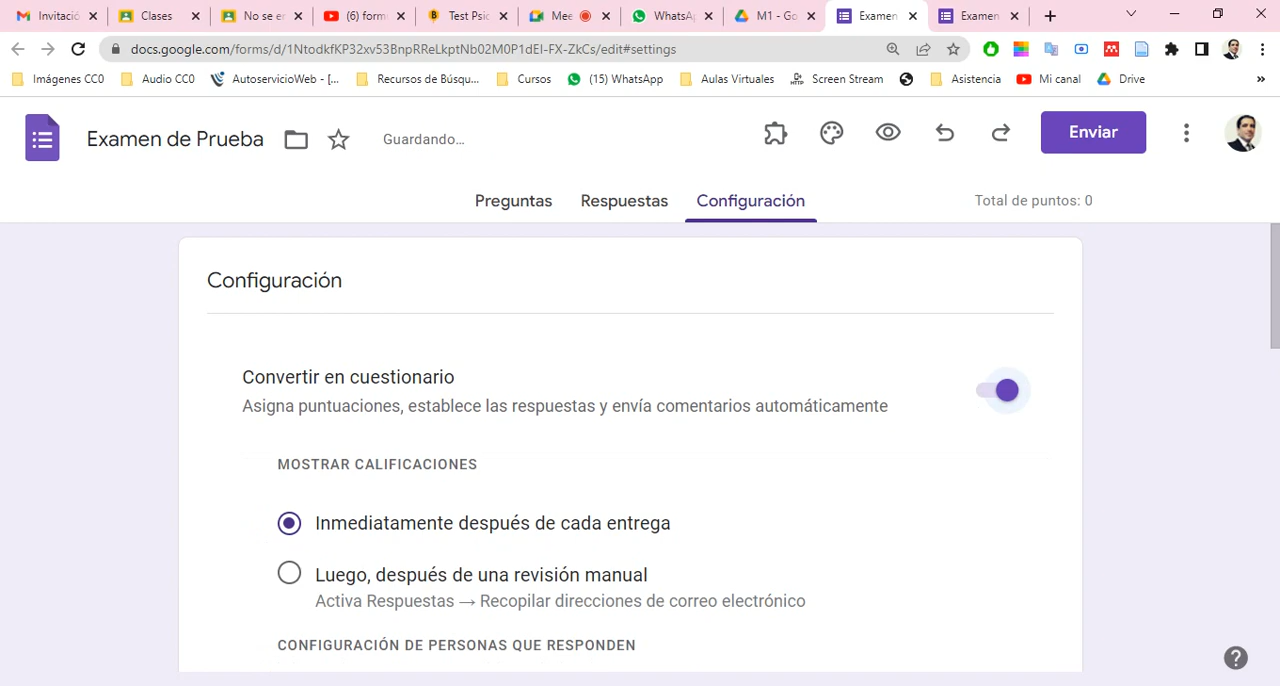 Invitació
Clases
No se en
(6) form
Test Psic
Mee
WhatsA
M1 - Go
Examen
Examen
docs.google.com/forms/d/1NtodkfKP32xv53BnpRReLkptNb02M0P1dEI-FX-ZkCs/edit#settings
Imágenes CC0
Audio CC0
AutoservicioWeb - [...
Recursos de Búsqu...
Cursos
(15) WhatsApp
Aulas Virtuales
Screen Stream
Asistencia
Mi canal
Drive
»
Examen de Prueba
Guardando...
Enviar
Preguntas
Respuestas
Configuración
Total de puntos: 0
Configuración
Convertir en cuestionario
Asigna puntuaciones, establece las respuestas y envía comentarios automáticamente
MOSTRAR CALIFICACIONES
Inmediatamente después de cada entrega
Luego, después de una revisión manual
Activa Respuestas → Recopilar direcciones de correo electrónico
CONFIGURACIÓN DE PERSONAS QUE RESPONDEN